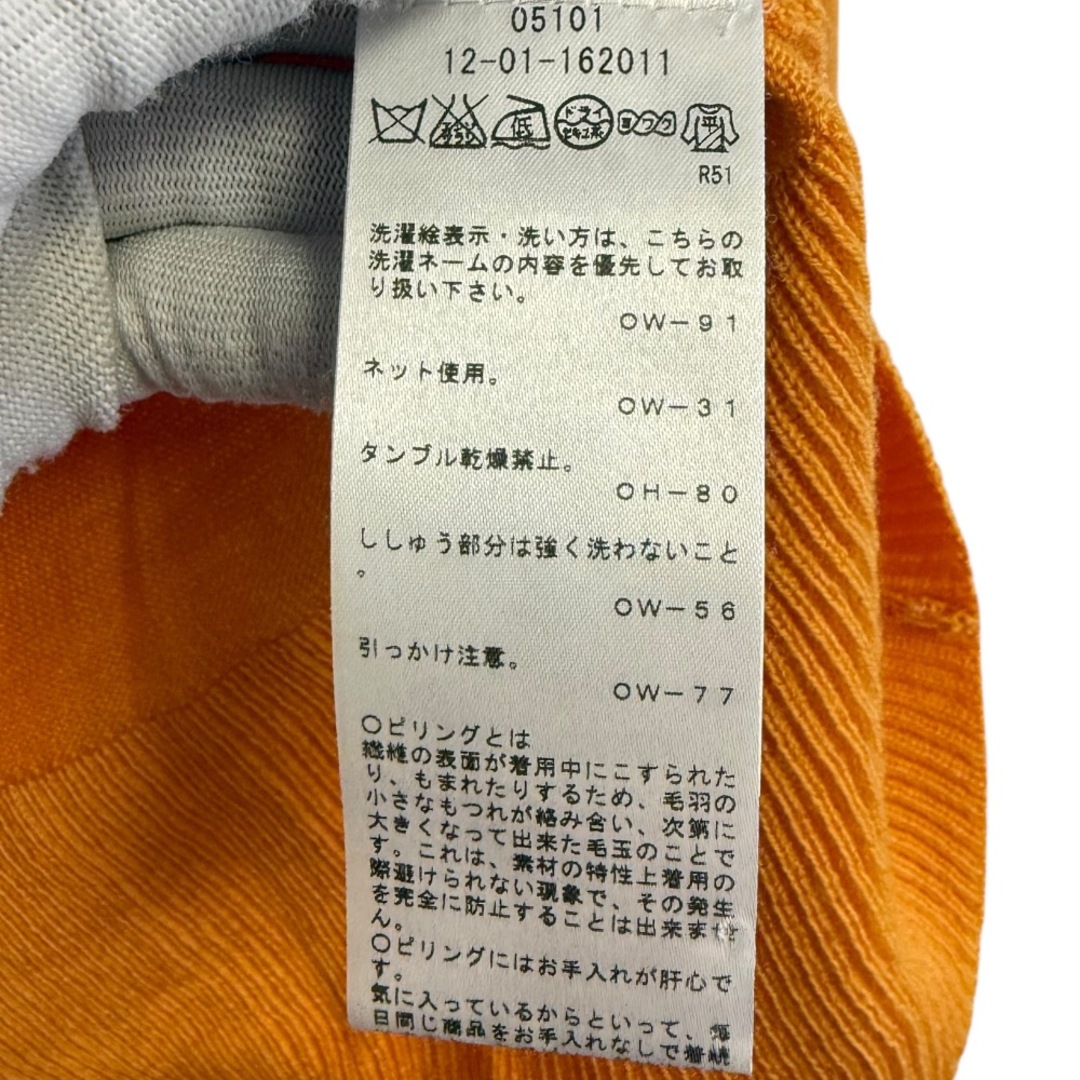 05101
12-01-162011
低 ドライ セキユ系 ヨワク 平
R51
洗濯絵表示・洗い方は、こちらの
洗濯ネームの内容を優先してお取
り扱い下さい。
OW-91
ネット使用。
OW-31
タンブル乾燥禁止。
OH-80
ししゅう部分は強く洗わないこと
。
OW-56
引っかけ注意。
OW-77
〇ピリングとは
繊維の表面が着用中にこすられた
り、もまれたりするため、毛羽の
小さなもつれが絡み合い、次第に
大きくなって出来た毛玉のことで
す。これは、素材の特性上着用の
際避けられない現象で、その発生
を完全に防止することは出来ませ
ん。
〇ピリングにはお手入れが肝心で
す。
気に入っているからといって、毎
日同じ商品をお手入れなしで着続